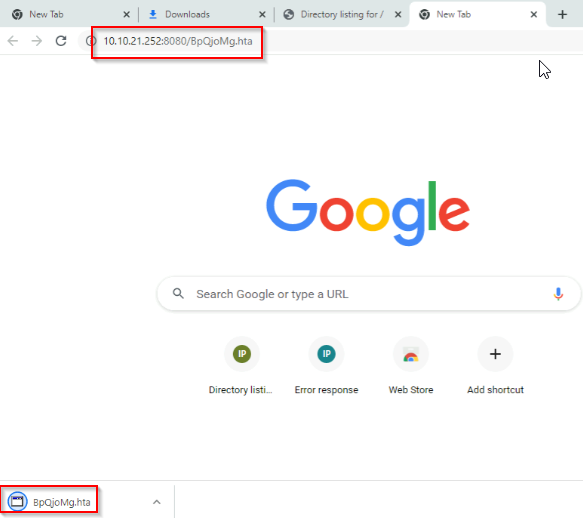 New Tab
Downloads
Directory listing for /
New Tab
10.10.21.252:8080/BpQjoMg.hta
Google
Search Google or type a URL
IP
IP
Directory listi...
Error response
Web Store
Add shortcut
BpQjoMg.hta